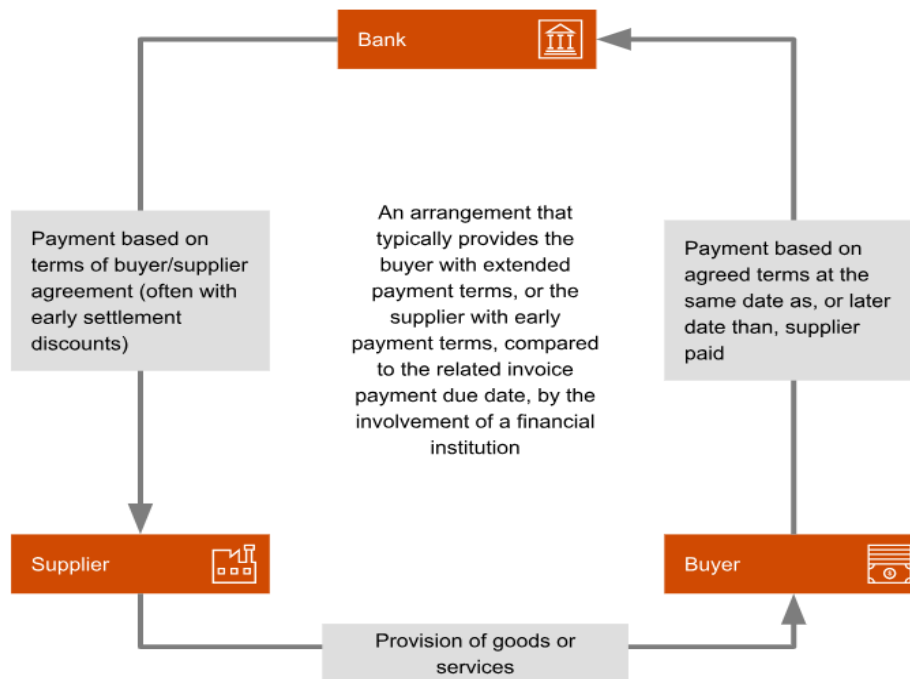 Bank
Payment based on
terms of buyer/supplier
agreement (often with
early settlement
discounts)
An arrangement that
typically provides the
buyer with extended
payment terms, or the
supplier with early
payment terms, compared
to the related invoice
payment due date, by the
involvement of a financial
institution
Payment based on
agreed terms at the
same date as, or later
date than, supplier
paid
Supplier
Buyer
Provision of goods or
services